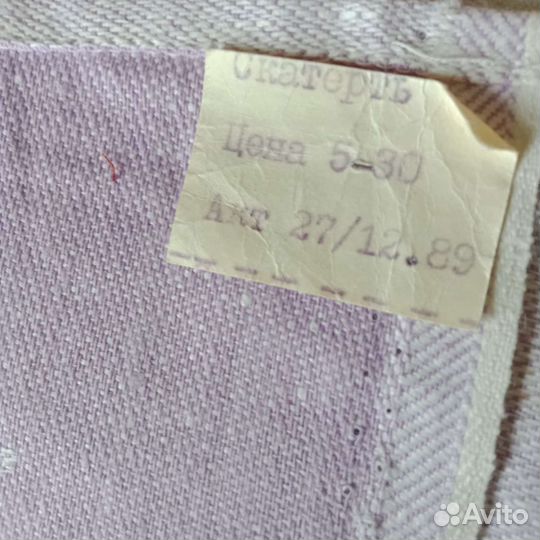 Скатерть
Цена 5-30
Акт 27/12.89
Avito